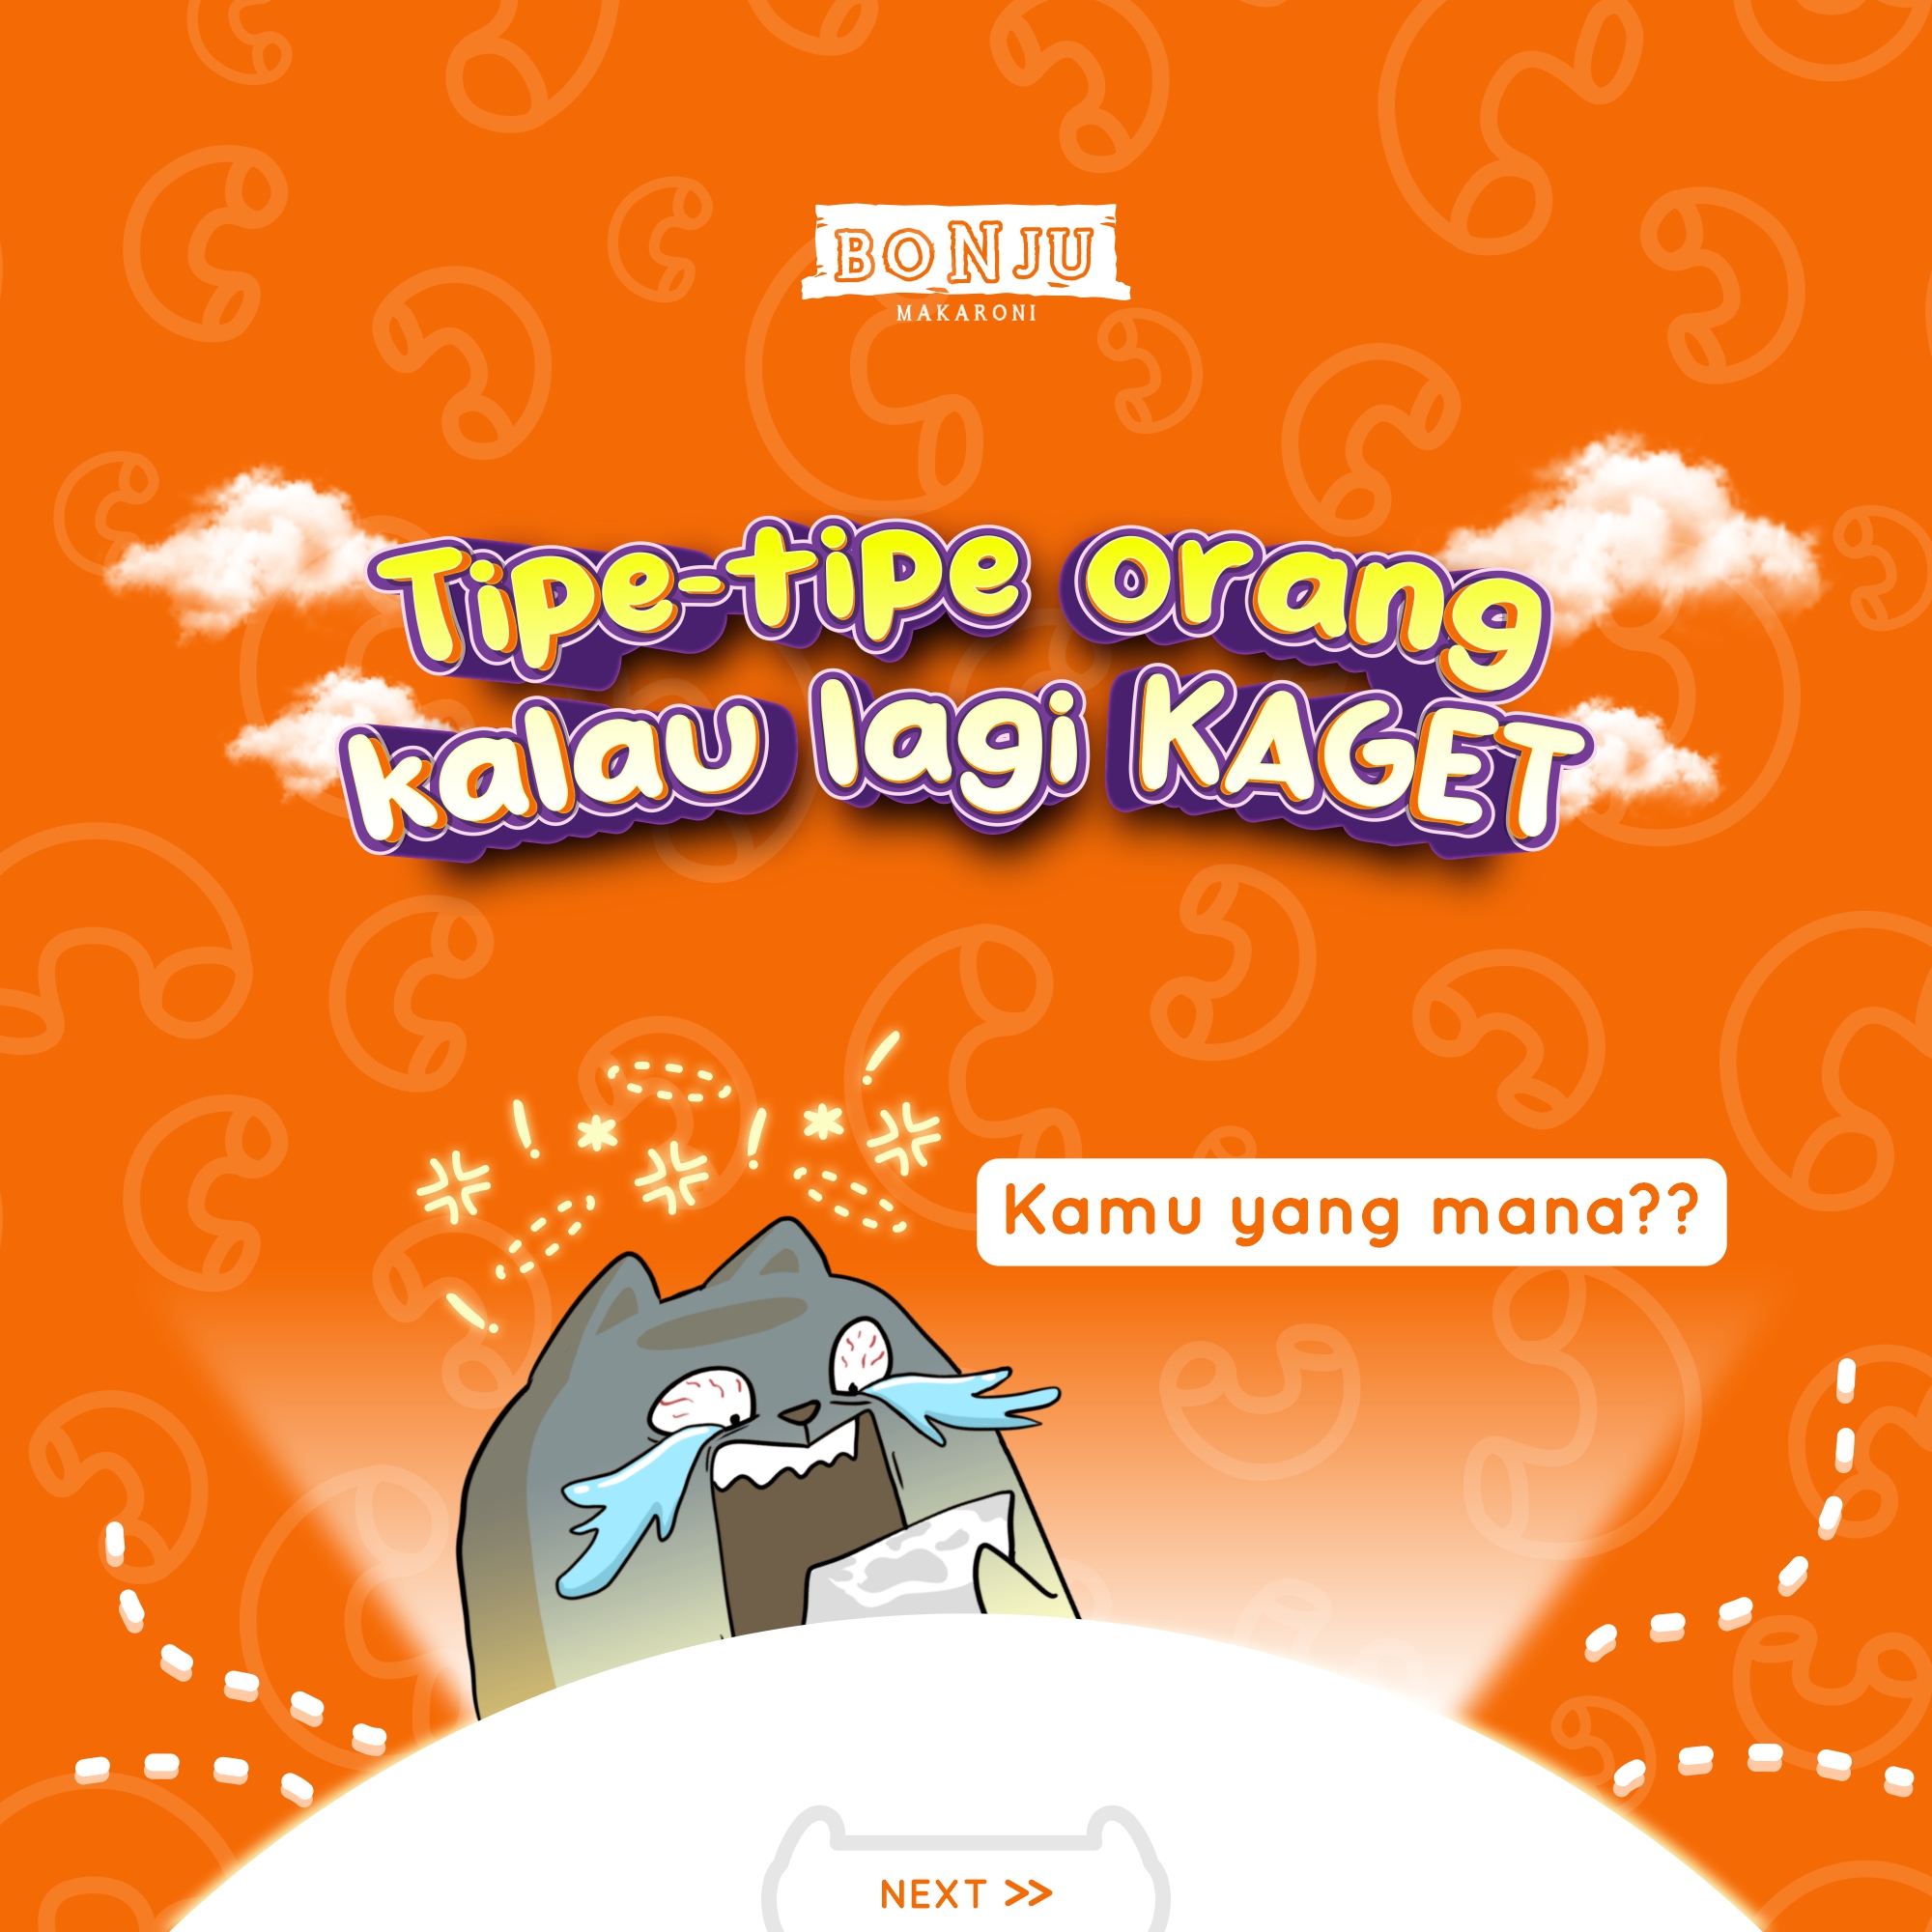 BONJU
MAKARONI
Tipe-tipe orang
kalau lagi KAGET
Kamu yang mana??
NEXT >>